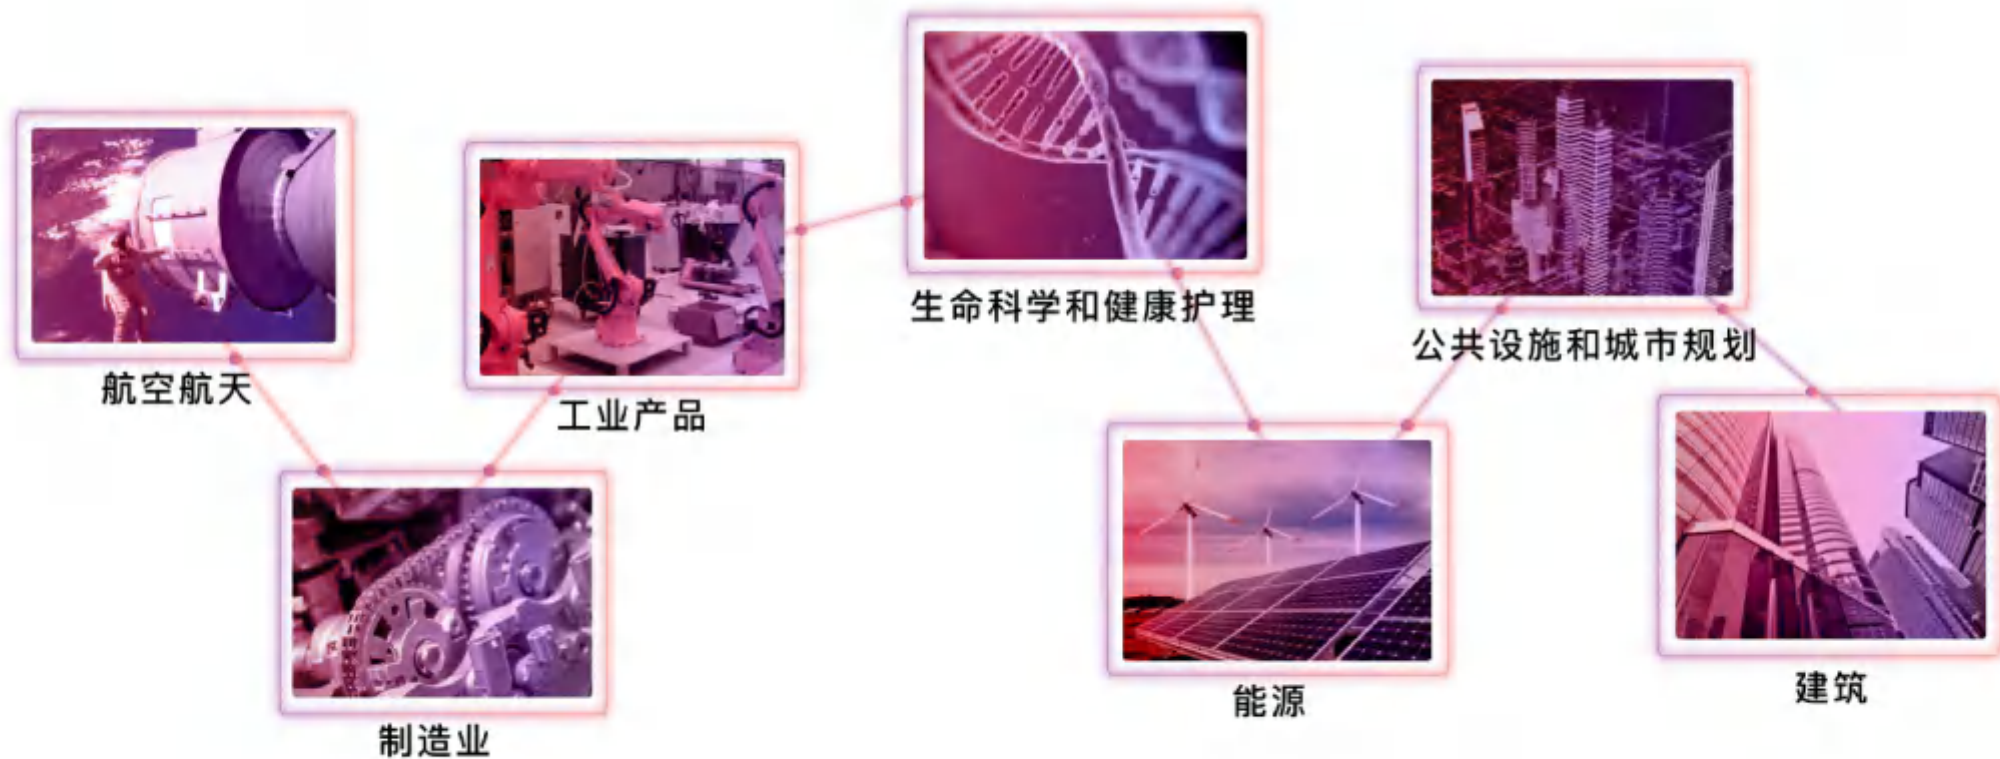 航空航天
制造业
工业产品
生命科学和健康护理
能源
公共设施和城市规划
建筑